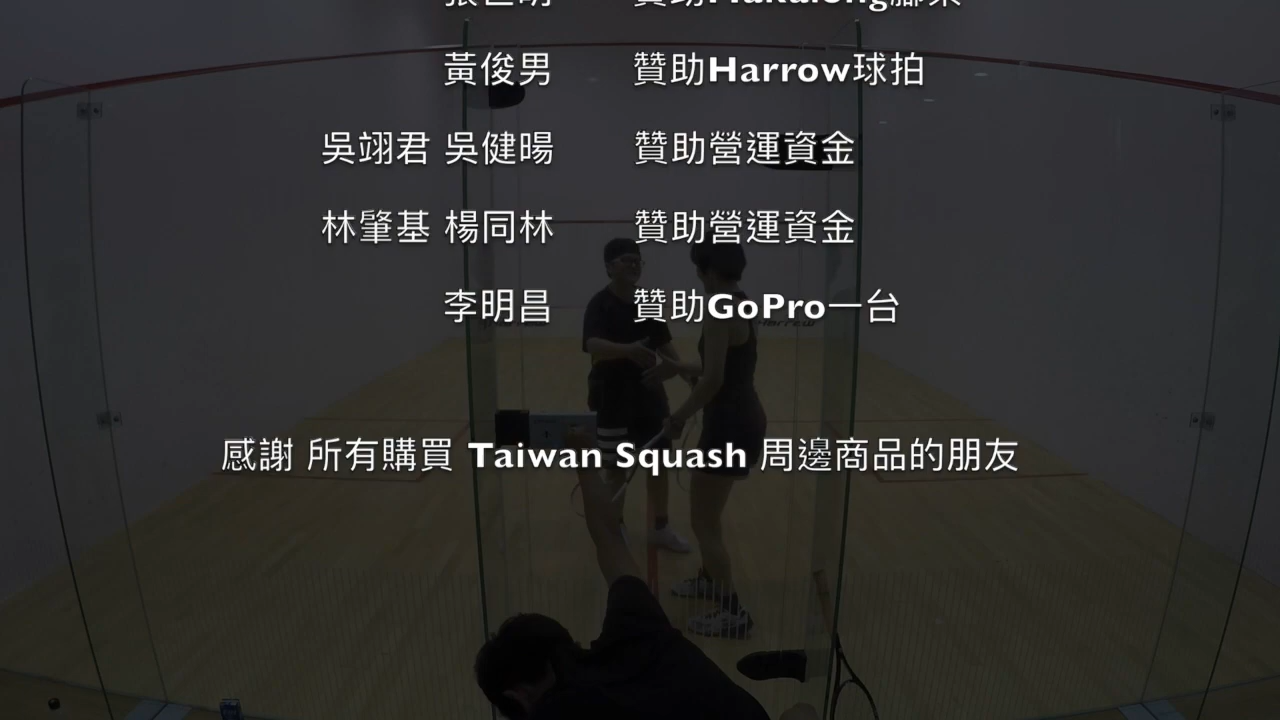 黃俊男 贊助Harrow球拍
吳翊君 吳健暘 贊助營運資金
林肇基 楊同林 贊助營運資金
李明昌 贊助GoPro一台
感謝 所有購買 Taiwan Squash 周邊商品的朋友